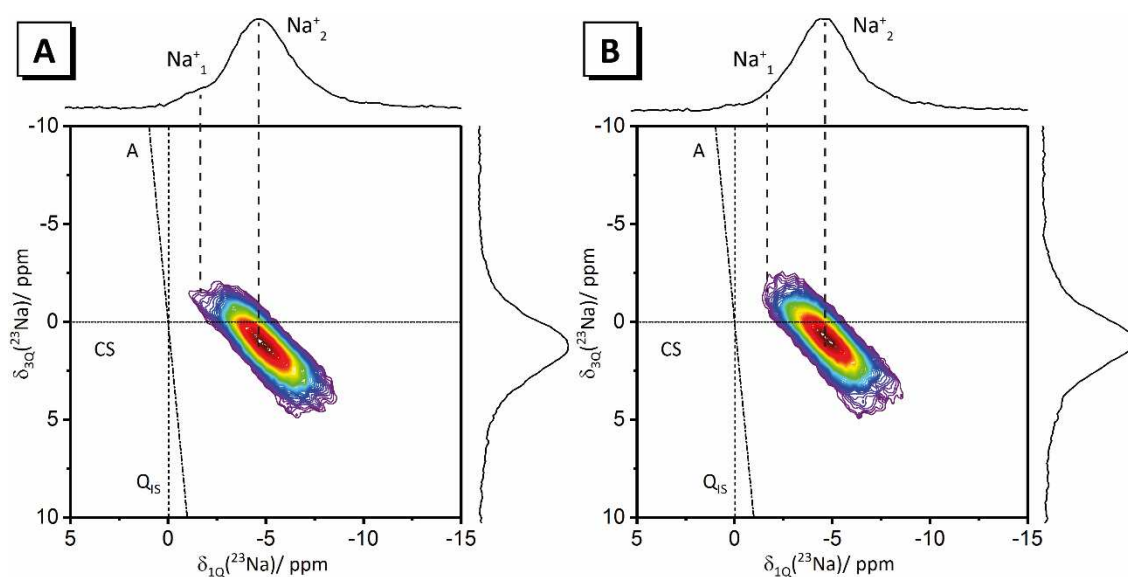 A
Na⁺₁
Na⁺₂
-10
-5
0
5
10
δ₃Q(²³Na)/ ppm
A
CS
Q_IS
5
0
-5
-10
-15
δ₁Q(²³Na)/ ppm
B
Na⁺₁
Na⁺₂
-10
-5
0
5
10
δ₃Q(²³Na)/ ppm
A
CS
Q_IS
5
0
-5
-10
-15
δ₁Q(²³Na)/ ppm